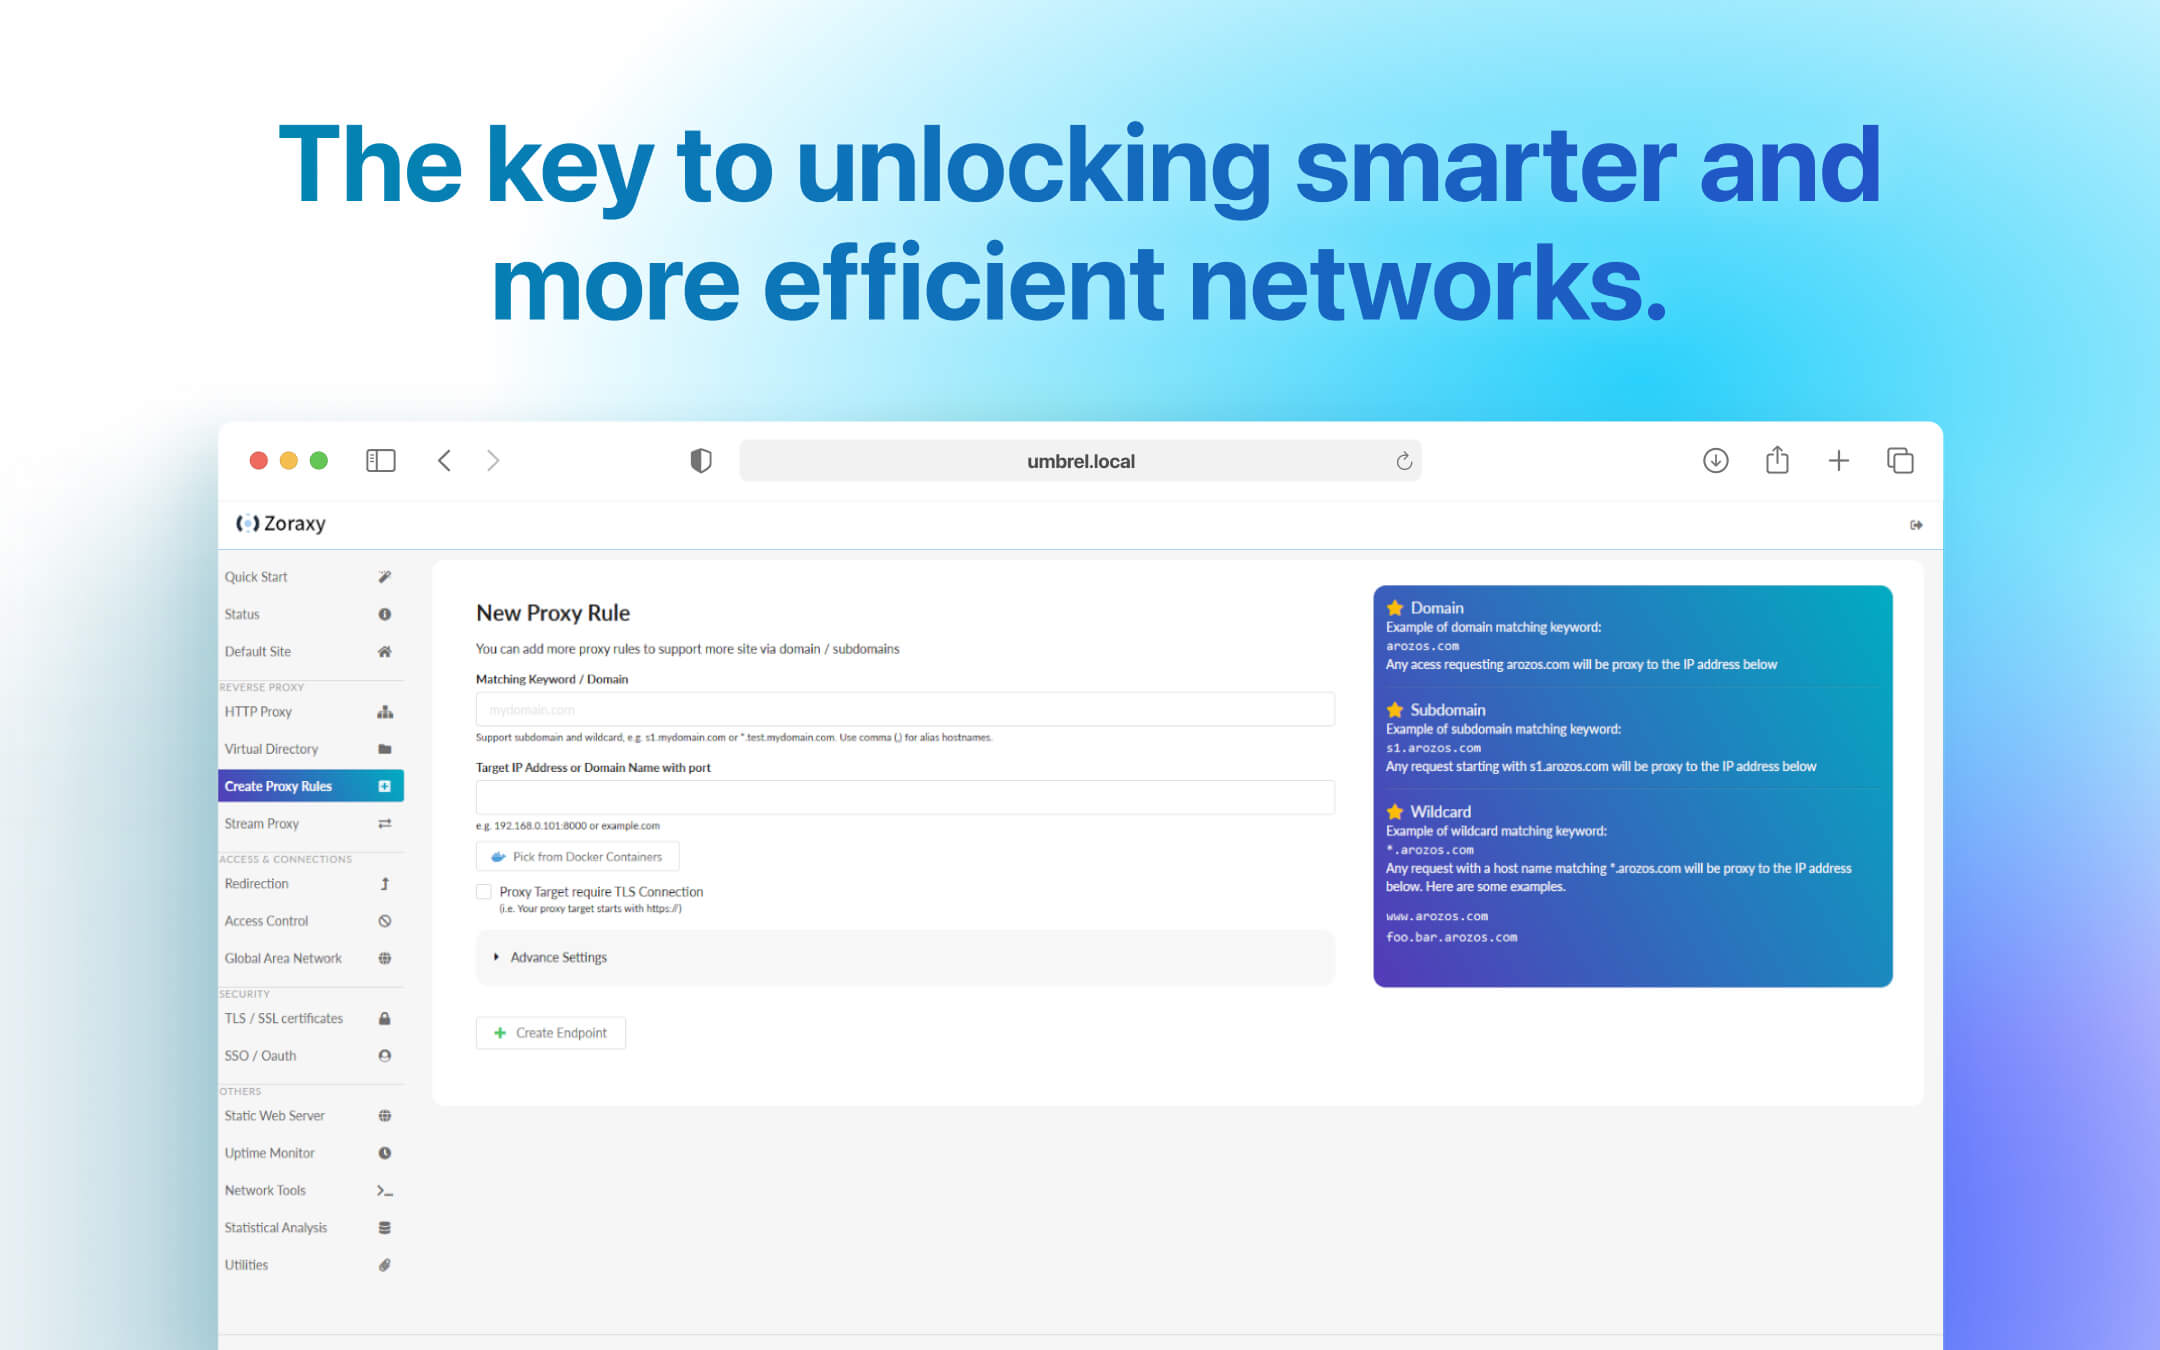 The key to unlocking smarter and
more efficient networks.
umbrel.local
Zoraxy
Quick Start
Status
Default Site
REVERSE PROXY
HTTP Proxy
Virtual Directory
Create Proxy Rules
Stream Proxy
ACCESS & CONNECTIONS
Redirection
Access Control
Global Area Network
SECURITY
TLS / SSL certificates
SSO / Oauth
OTHERS
Static Web Server
Uptime Monitor
Network Tools
Statistical Analysis
Utilities
New Proxy Rule
You can add more proxy rules to support more site via domain / subdomains
Matching Keyword / Domain
mydomain.com
Support subdomain and wildcard, e.g. s1.mydomain.com or *.test.mydomain.com. Use comma (,) for alias hostnames.
Target IP Address or Domain Name with port
e.g. 192.168.0.101:8000 or example.com
Pick from Docker Containers
Proxy Target require TLS Connection
(i.e. Your proxy target starts with https://)
Advance Settings
Create Endpoint
Domain
Example of domain matching keyword:
arozos.com
Any acess requesting arozos.com will be proxy to the IP address below
Subdomain
Example of subdomain matching keyword:
s1.arozos.com
Any request starting with s1.arozos.com will be proxy to the IP address below
Wildcard
Example of wildcard matching keyword:
*.arozos.com
Any request with a host name matching *.arozos.com will be proxy to the IP address
below. Here are some examples.
www.arozos.com
foo.bar.arozos.com